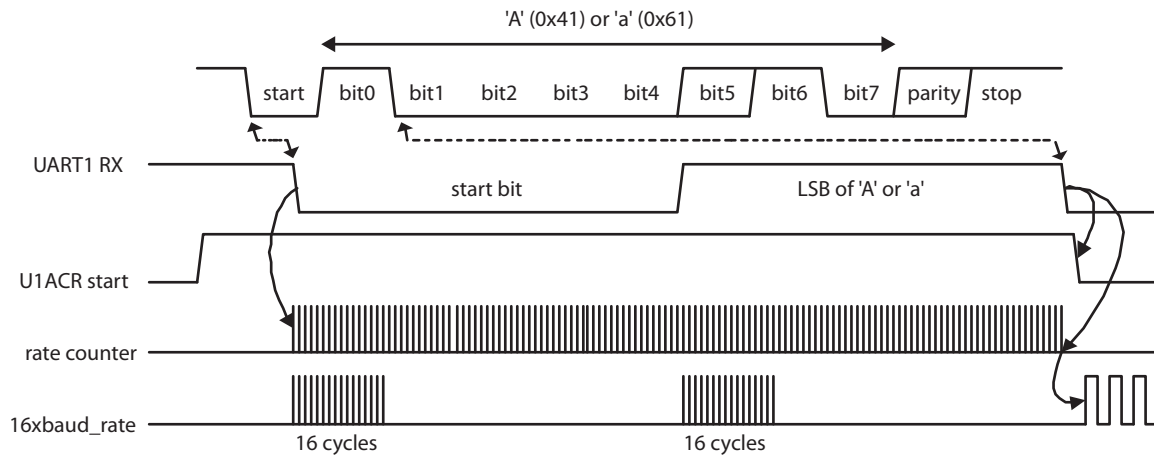 'A' (0x41) or 'a' (0x61)
start bit0 bit1 bit2 bit3 bit4 bit5 bit6 bit7 parity stop
UART1 RX
start bit LSB of 'A' or 'a'
U1ACR start
rate counter
16xbaud_rate
16 cycles 16 cycles